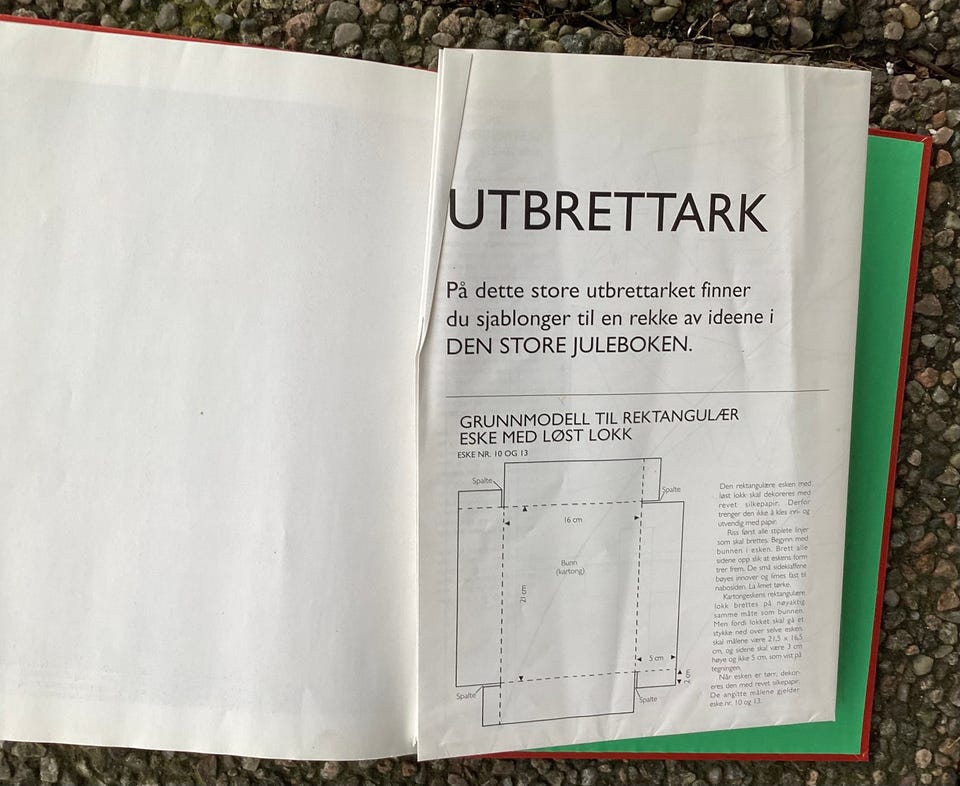 UTBRETTARK
På dette store utbrettarket finner
du sjablonger til en rekke av ideene i
DEN STORE JULEBOKEN.
GRUNNMODELL TIL REKTANGULÆR
ESKE MED LØST LOKK
ESKE NR. 10 OG 13
Spalte
Spalte
16 cm
Bunn
(kartong)
21 cm
5 cm
Spalte
Spalte
Den rektangulære esken med
løst lokk skal dekoreres med
revet silkepapir. Derfor
trenger den ikke å kles inn- og
utvendig med papir.
Riss først alle stiplete linjer
som skal brettes. Begynn med
bunnen i esken. Brett alle
sidene opp slik at eskens form
trer frem. De små sideklaffene
bøyes innover og limes fast til
nabosiden. La limet tørke.
Kartongeskens rektangulære
lokk brettes på nøyaktig
samme måte som bunnen.
Men fordi lokket skal gå et
stykke ned over selve esken,
skal målene være 21,5 x 16,5
cm, og sidene skal være 3 cm
høye og ikke 5 cm, som vist på
tegningen.
Når esken er tørr, dekor-
eres den med revet silkepapir.
De angitte målene gjelder
eske nr. 10 og 13.